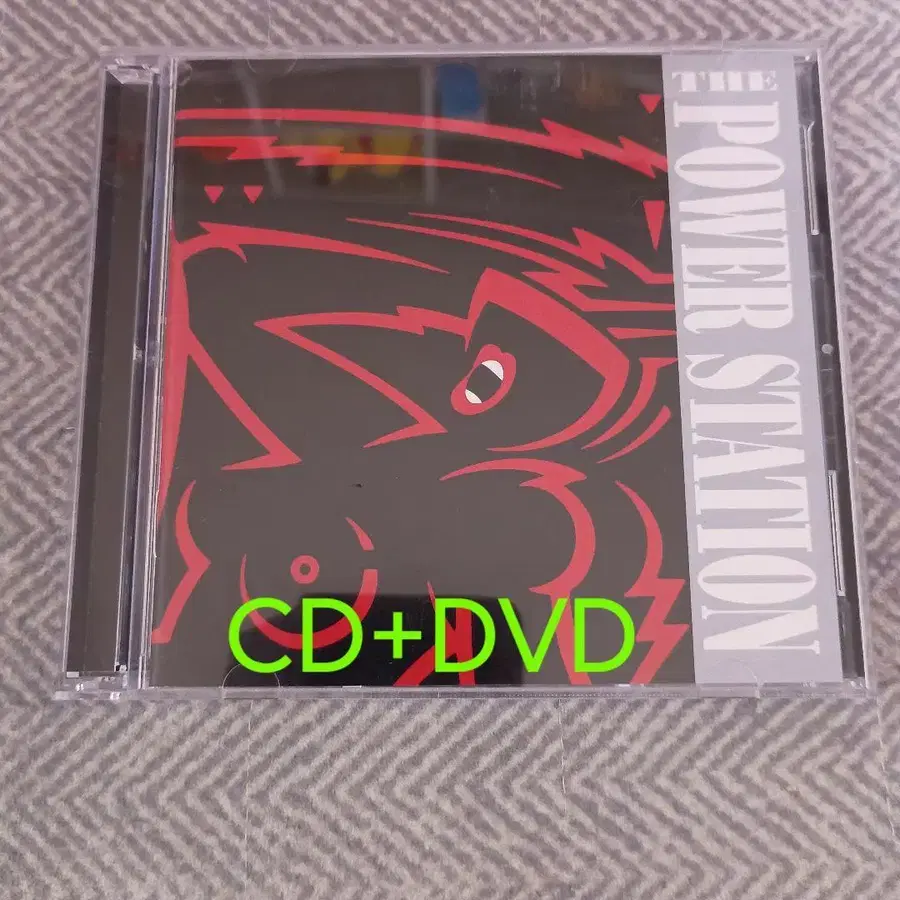 THE
POWER STATION
CD+DVD